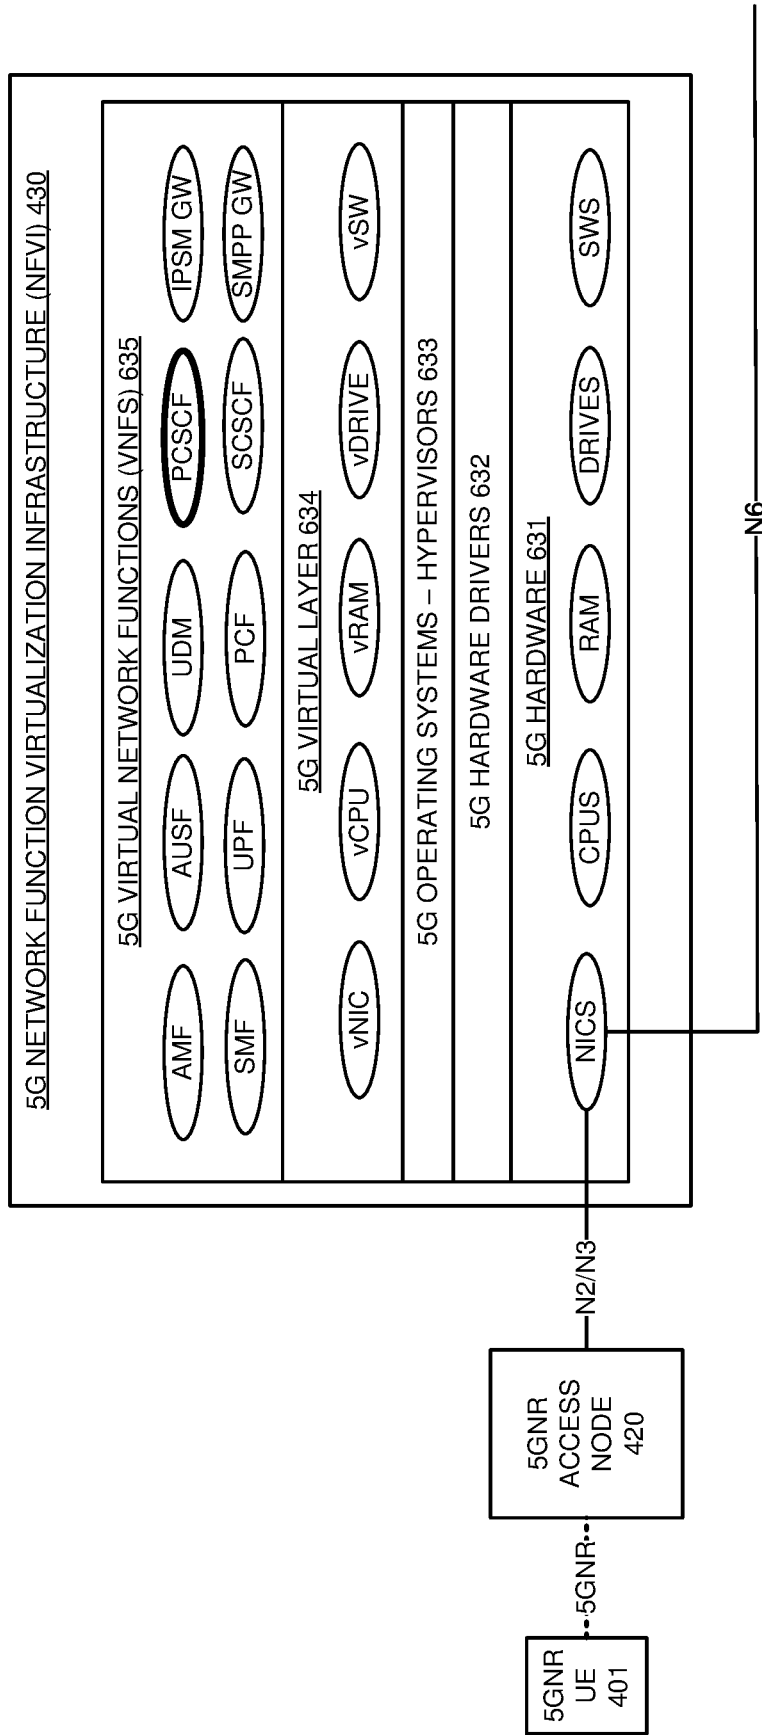 5G NETWORK FUNCTION VIRTUALIZATION INFRASTRUCTURE (NFVI) 430
5G VIRTUAL NETWORK FUNCTIONS (VNFS) 635
AMF
AUSF
UDM
PCSCF
IPSM GW
SMF
UPF
PCF
SCSCF
SMPP GW
5G VIRTUAL LAYER 634
vNIC
vCPU
vRAM
vDRIVE
vSW
5G OPERATING SYSTEMS – HYPERVISORS 633
5G HARDWARE DRIVERS 632
5G HARDWARE 631
NICS
CPUS
RAM
DRIVES
SWS
5GNR
UE
401
5GNR
5GNR
ACCESS
NODE
420
N2/N3
N6